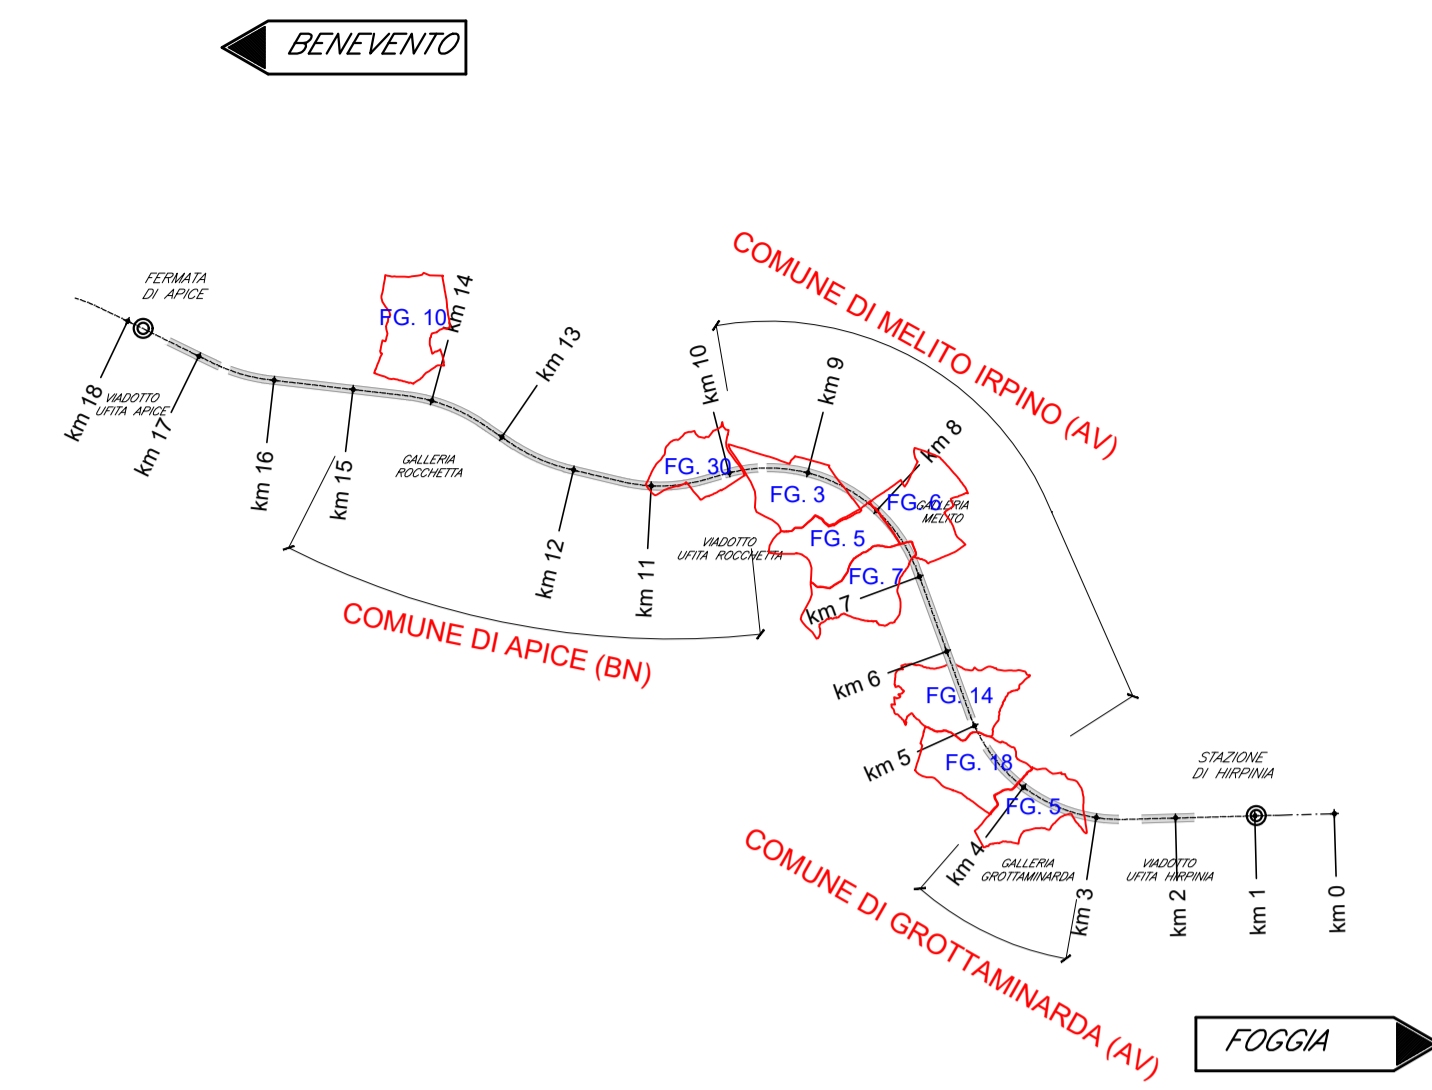 BENEVENTO
FERMATA
DI APICE
VIADOTTO
UFITA APICE
km 18
km 17
km 16
km 15
FG. 10
km 14
km 13
GALLERIA
ROCCHETTA
km 12
km 11
COMUNE DI APICE (BN)
FG. 30
km 10
VIADOTTO
UFITA ROCCHETTA
COMUNE DI MELITO IRPINO (AV)
km 9
FG. 3
km 8
FG. 6
GALLERIA
MELITO
FG. 5
FG. 7
km 7
km 6
FG. 14
km 5
FG. 18
FG. 5
km 4
GALLERIA
GROTTAMINARDA
km 3
COMUNE DI GROTTAMINARDA (AV)
STAZIONE
DI HIRPINIA
VIADOTTO
UFITA HIRPINIA
km 2
km 1
km 0
FOGGIA